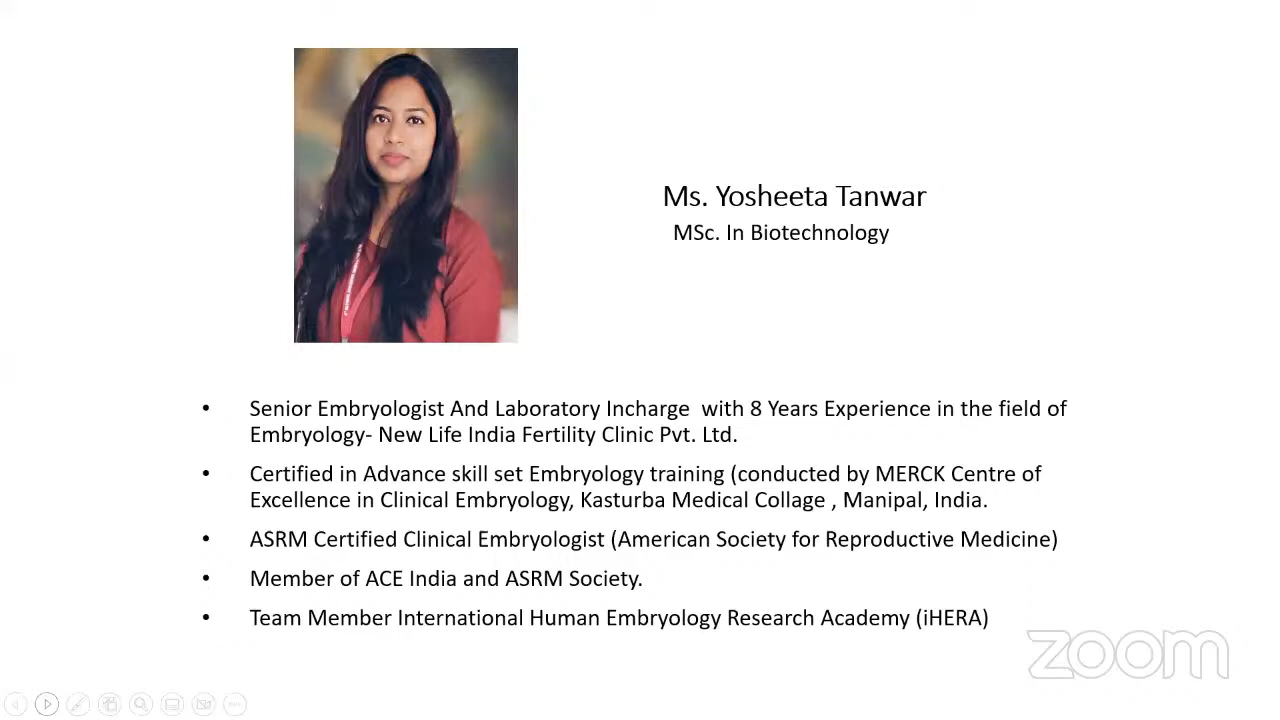 Ms. Yosheeta Tanwar
MSc. In Biotechnology
• Senior Embryologist And Laboratory Incharge with 8 Years Experience in the field of
Embryology- New Life India Fertility Clinic Pvt. Ltd.
• Certified in Advance skill set Embryology training (conducted by MERCK Centre of
Excellence in Clinical Embryology, Kasturba Medical Collage , Manipal, India.
• ASRM Certified Clinical Embryologist (American Society for Reproductive Medicine)
• Member of ACE India and ASRM Society.
• Team Member International Human Embryology Research Academy (iHERA)
zoom